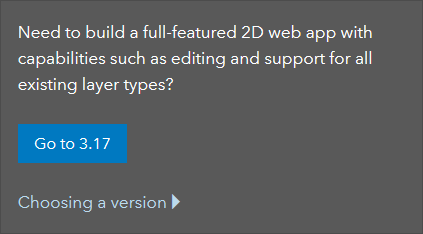 Need to build a full-featured 2D web app with
capabilities such as editing and support for all
existing layer types?
Go to 3.17
Choosing a version